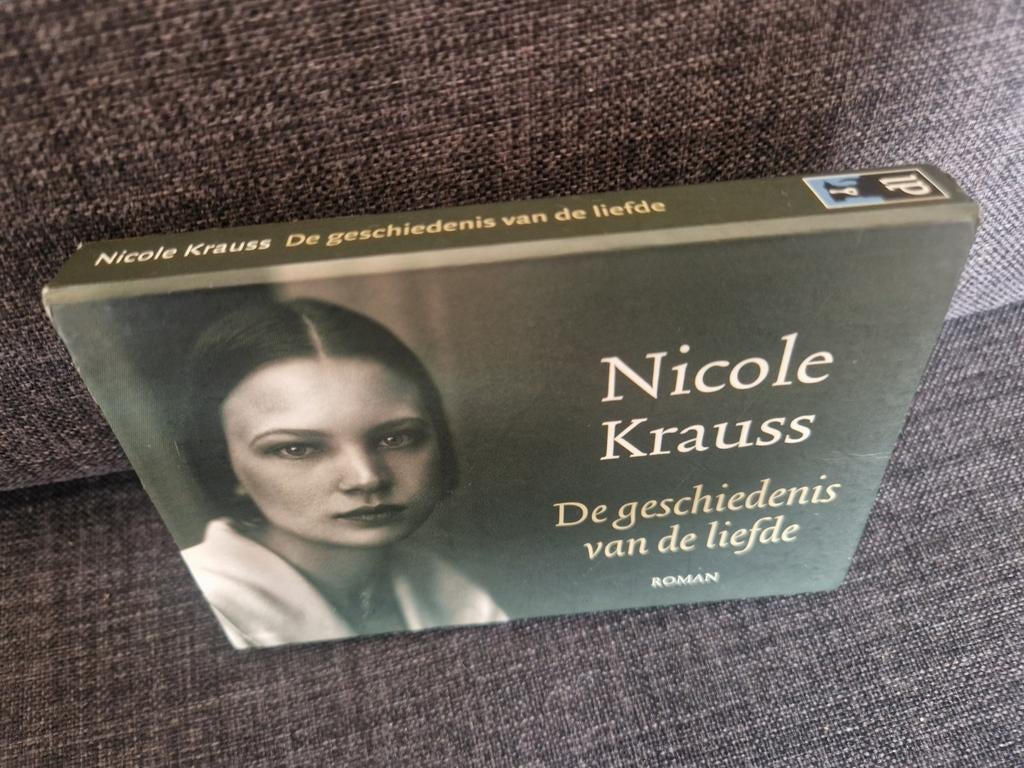 Nicole Krauss De geschiedenis van de liefde
Nicole
Krauss
De geschiedenis
van de liefde
ROMAN